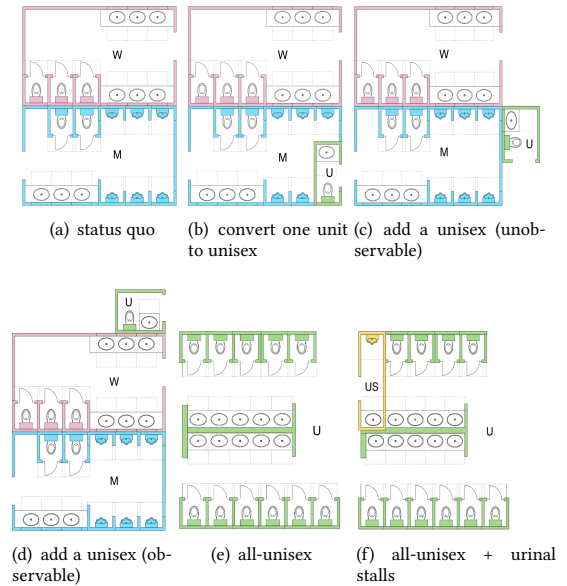 W
M
(a) status quo
W
M
U
(b) convert one unit
to unisex
W
M
U
(c) add a unisex (unob-
servable)
U
W
M
(d) add a unisex (ob-
servable)
U
(e) all-unisex
US
U
(f) all-unisex + urinal
stalls